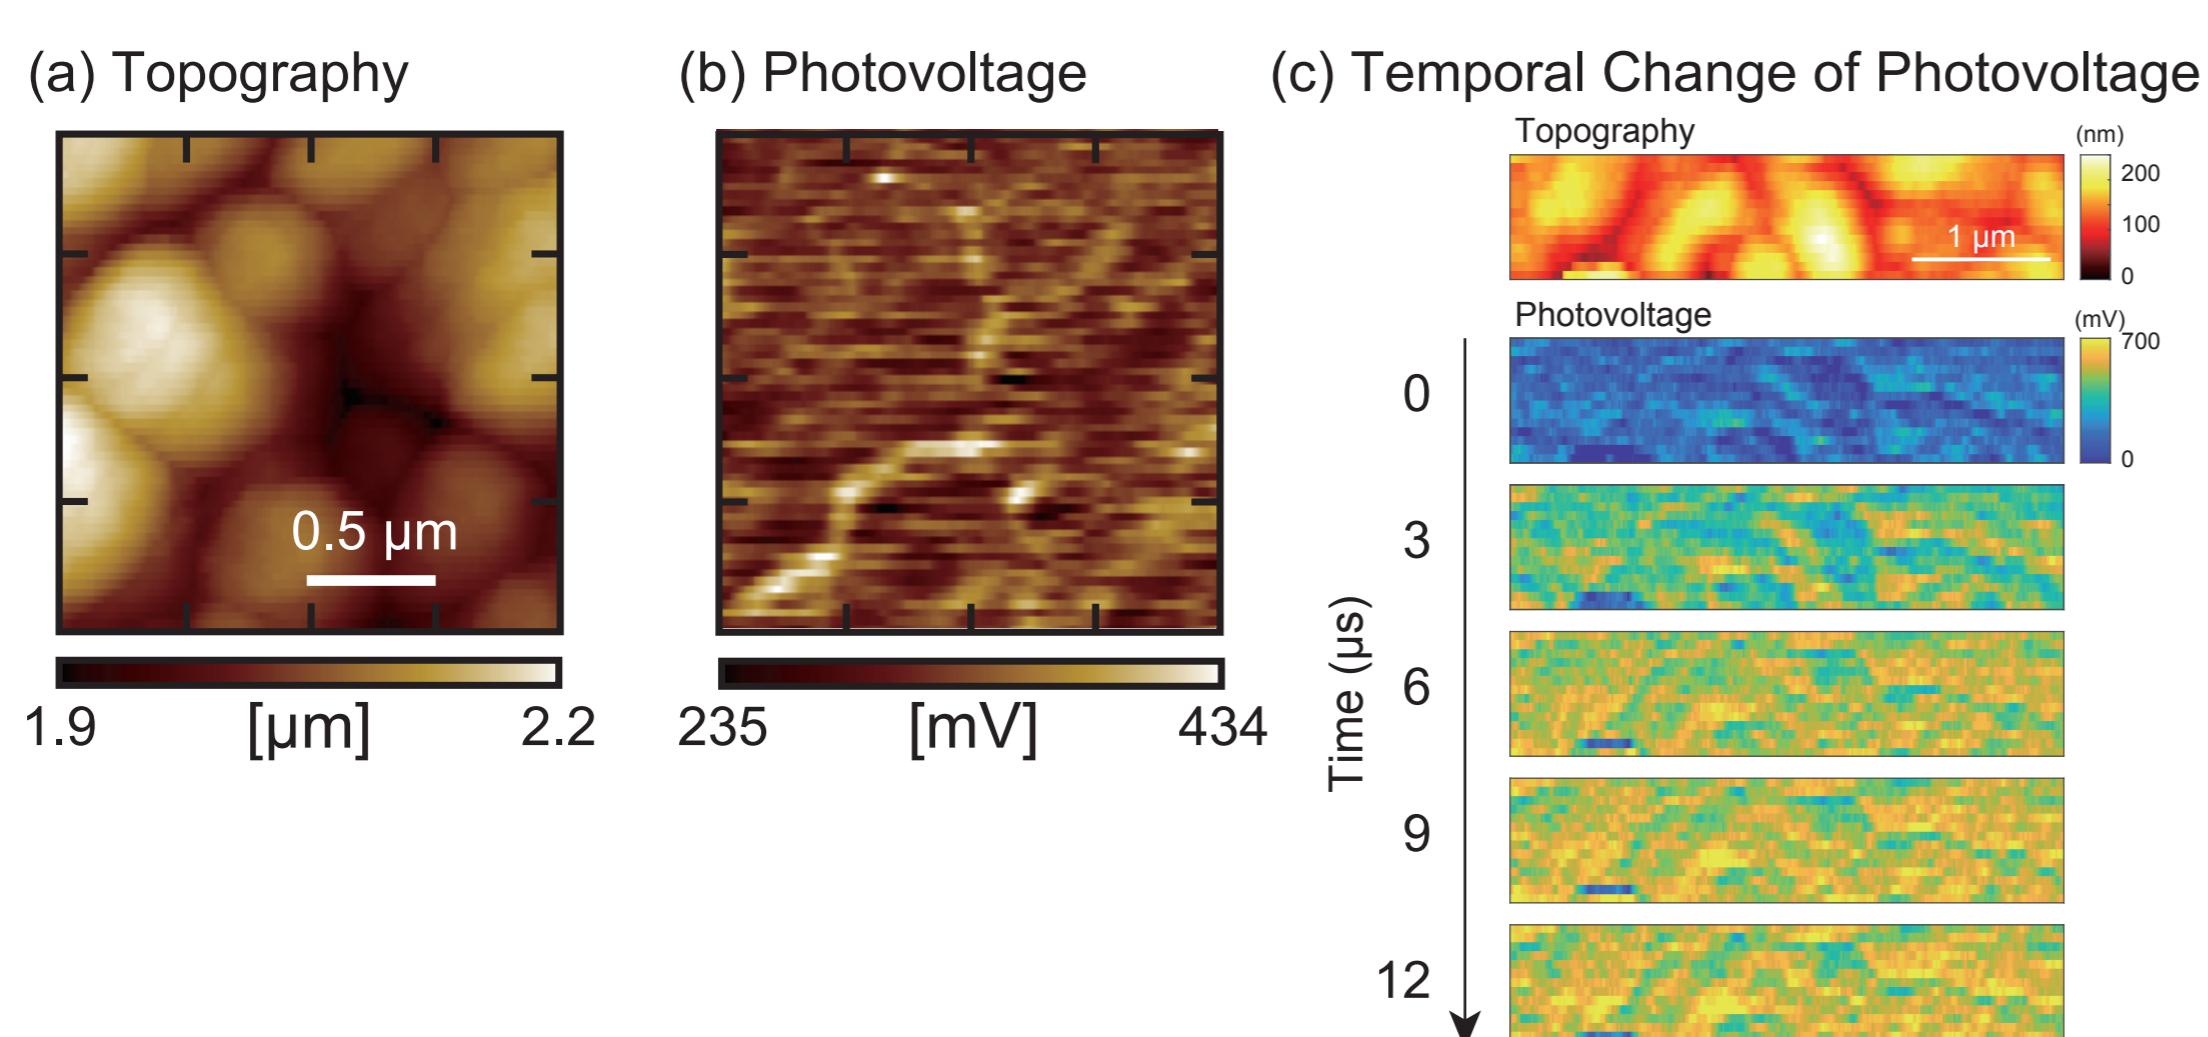 (a) Topography
0.5 µm
1.9 [µm] 2.2
(b) Photovoltage
235 [mV] 434
(c) Temporal Change of Photovoltage
Topography
(nm)
200
100
0
1 µm
Photovoltage
(mV)
700
0
Time (µs)
0
3
6
9
12